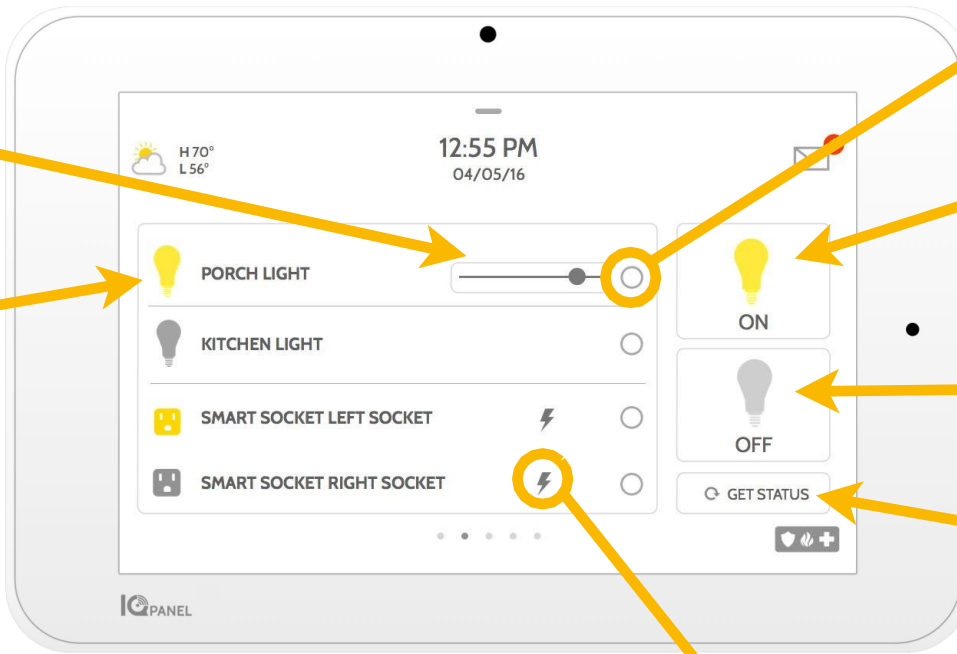 H 70°
L 56°
12:55 PM
04/05/16
PORCH LIGHT
KITCHEN LIGHT
SMART SOCKET LEFT SOCKET
SMART SOCKET RIGHT SOCKET
ON
OFF
GET STATUS
IQ PANEL